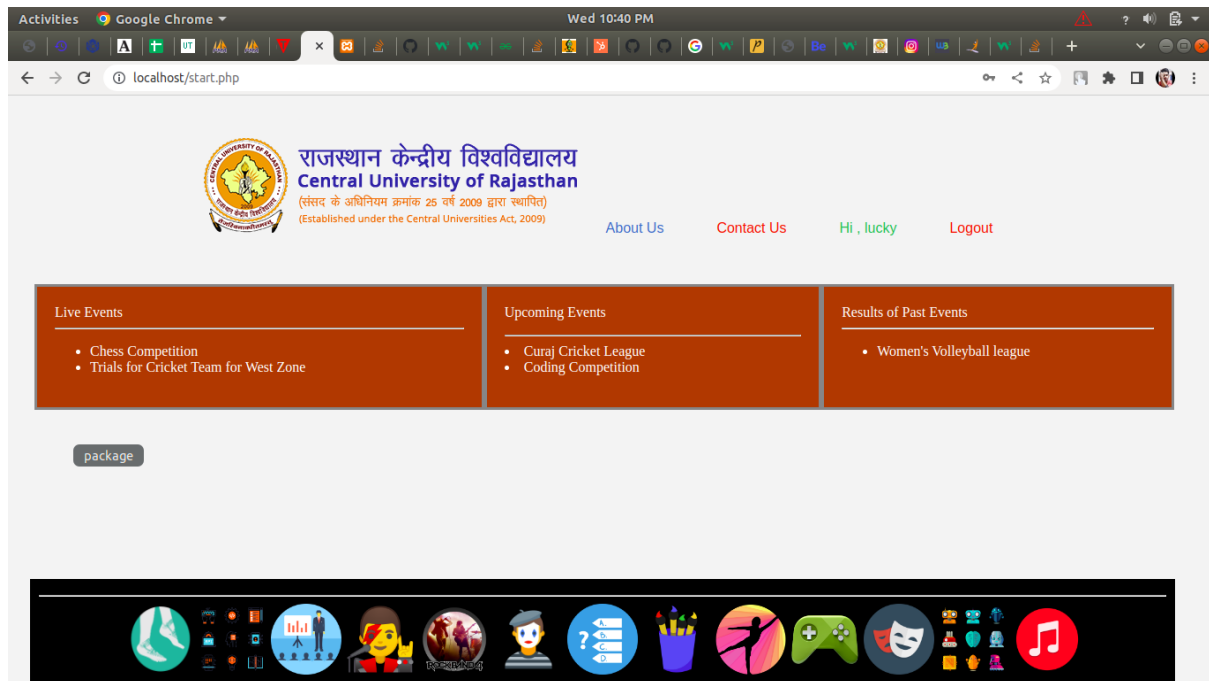 Activities Google Chrome Wed 10:40 PM
localhost/start.php
राजस्थान केन्द्रीय विश्वविद्यालय
Central University of Rajasthan
(संसद के अधिनियम क्रमांक 25 वर्ष 2009 द्वारा स्थापित)
(Established under the Central Universities Act, 2009)
About Us Contact Us Hi , lucky Logout
Live Events
Chess Competition
Trials for Cricket Team for West Zone
Upcoming Events
Curaj Cricket League
Coding Competition
Results of Past Events
Women's Volleyball league
package